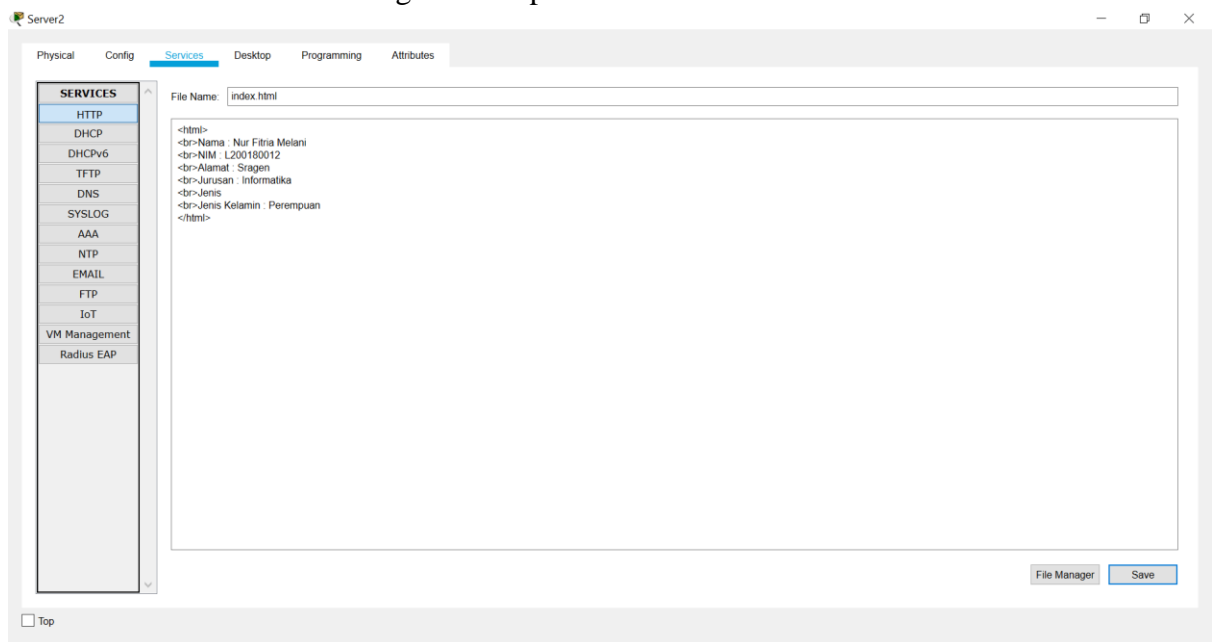 Server2
Physical Config Services Desktop Programming Attributes
SERVICES
HTTP
DHCP
DHCPv6
TFTP
DNS
SYSLOG
AAA
NTP
EMAIL
FTP
IoT
VM Management
Radius EAP
File Name: index.html
<html>
<br>Nama : Nur Fitria Melani
<br>NIM : L200180012
<br>Alamat : Sragen
<br>Jurusan : Informatika
<br>Jenis
<br>Jenis Kelamin : Perempuan
</html>
File Manager Save
Top